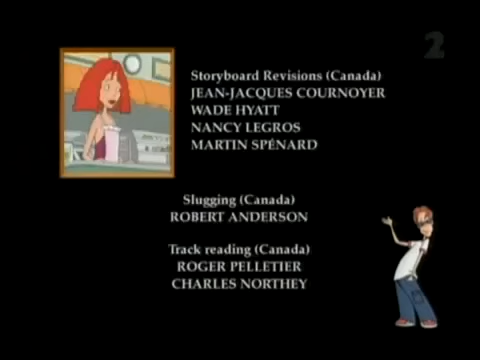 2
Storyboard Revisions (Canada)
JEAN-JACQUES COURNOYER
WADE HYATT
NANCY LEGROS
MARTIN SPÉNARD
Slugging (Canada)
ROBERT ANDERSON
Track reading (Canada)
ROGER PELLETIER
CHARLES NORTHEY